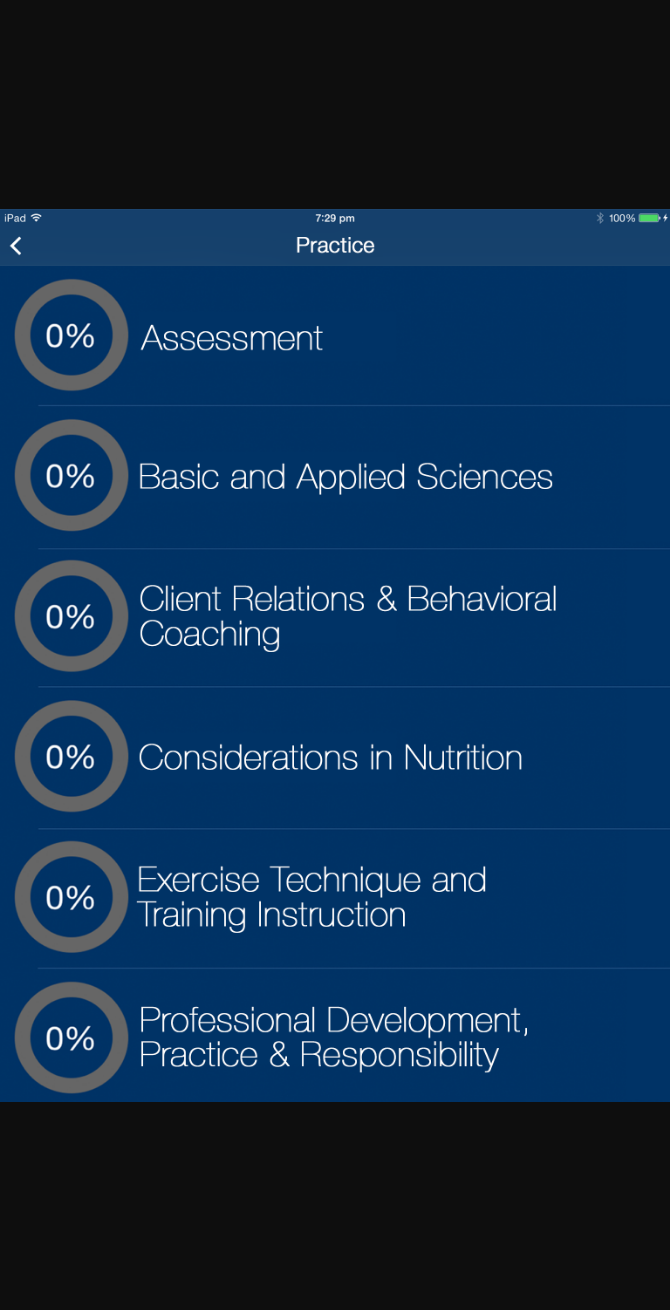 iPad 7:29 pm 100%
Practice
0% Assessment
0% Basic and Applied Sciences
0% Client Relations & Behavioral
Coaching
0% Considerations in Nutrition
0% Exercise Technique and
Training Instruction
0% Professional Development,
Practice & Responsibility